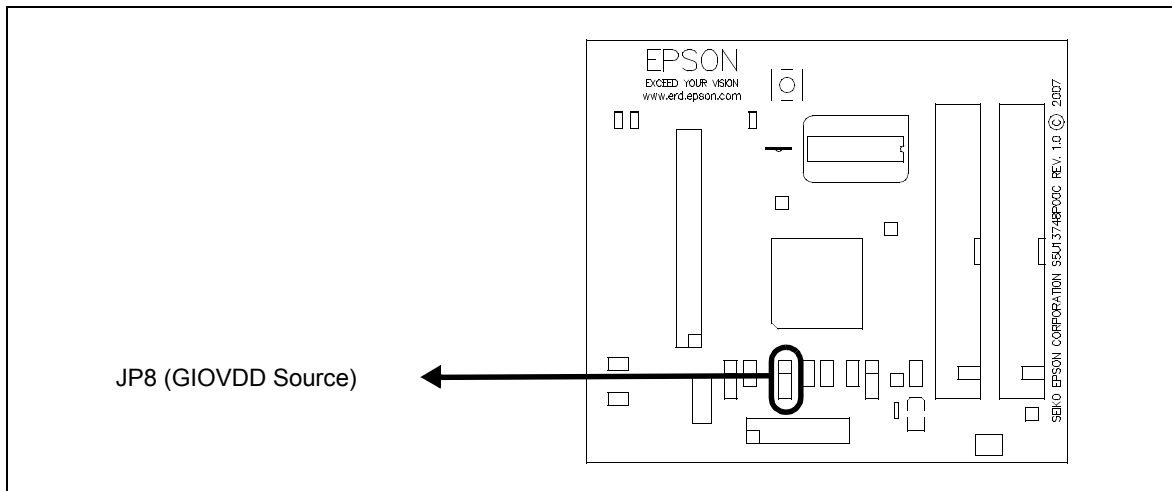 EPSON
EXCEED YOUR VISION
www.erd.epson.com
SEIKO EPSON CORPORATION S5U13748P00C REV. 1.0 © 2007
JP8 (GIOVDD Source)